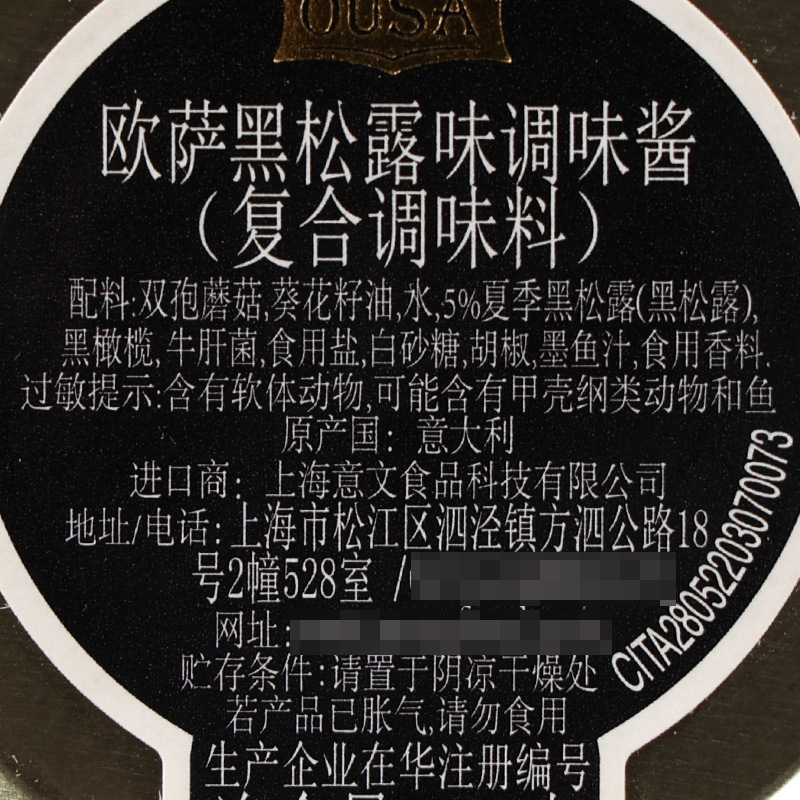 OUSA
欧萨黑松露味调味酱
（复合调味料）
配料:双孢蘑菇,葵花籽油,水,5%夏季黑松露(黑松露),
黑橄榄,牛肝菌,食用盐,白砂糖,胡椒,墨鱼汁,食用香料.
过敏提示:含有软体动物,可能含有甲壳纲类动物和鱼
原产国：意大利
进口商：上海意文食品科技有限公司
地址/电话:上海市松江区泗泾镇方泗公路18
号2幢528室 /
网址:
贮存条件:请置于阴凉干燥处
若产品已胀气,请勿食用
生产企业在华注册编号
CITA28052203070073